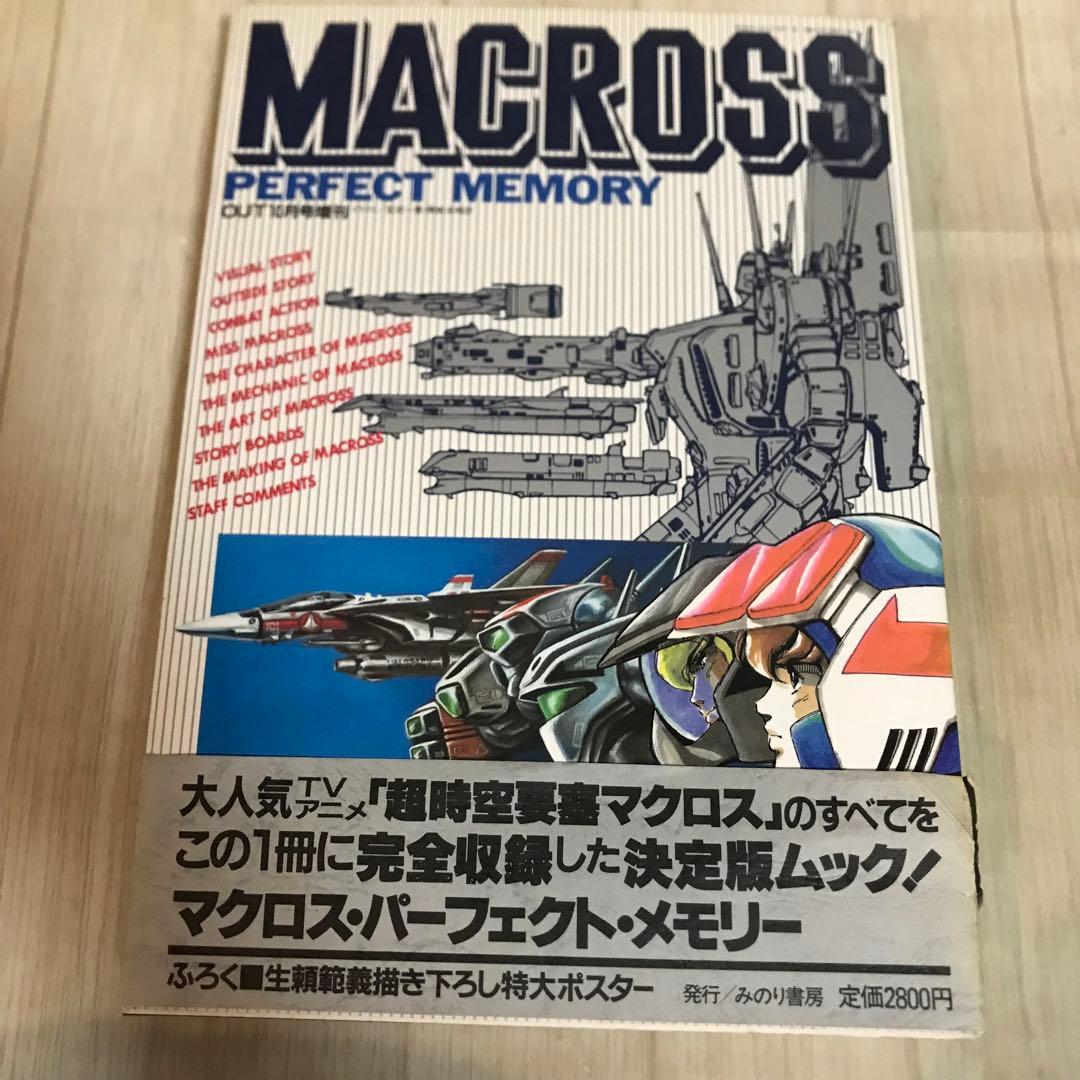 MACROSS
PERFECT MEMORY
OUT10月号増刊
VISUAL STORY
OUTSIDE STORY
COMBAT ACTION
MISS MACROSS
THE CHARACTER OF MACROSS
THE MECHANIC OF MACROSS
THE ART OF MACROSS
STORY BOARDS
THE MAKING OF MACROSS
STAFF COMMENTS
101
大人気TVアニメ「超時空要塞マクロス」のすべてを
この1冊に完全収録した決定版ムック!
マクロス・パーフェクト・メモリー
ふろく■生頼範義描き下ろし特大ポスター 発行/みのり書房 定価2800円